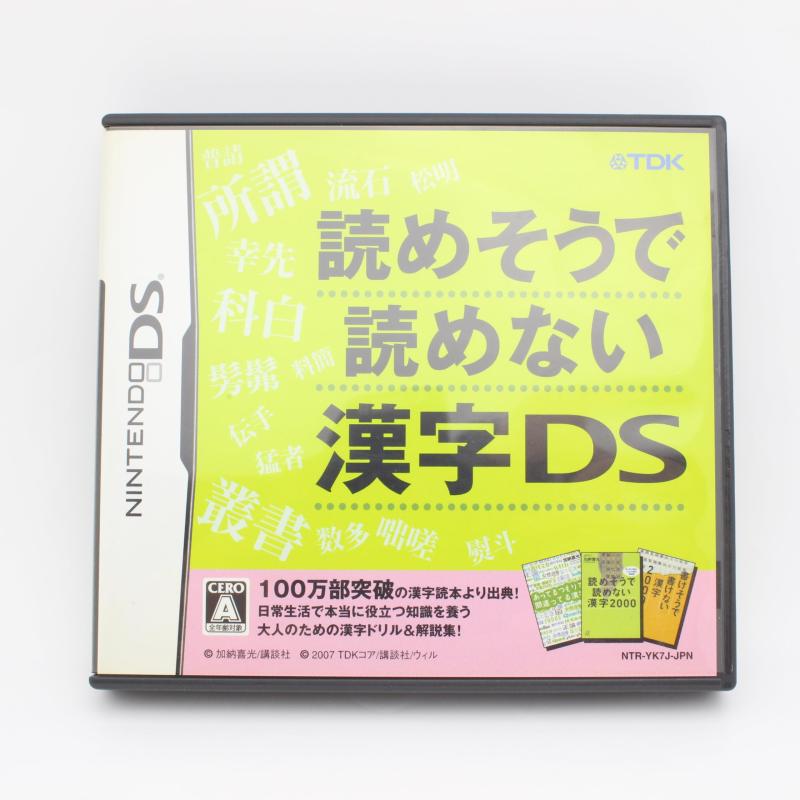 NINTENDO DS
TDK
普請
所謂
流石
松明
幸先
科白
髣髴
料簡
伝手
猛者
叢書
数多
咄嗟
熨斗
読めそうで
読めない
漢字DS
CERO
A
全年齢対象
100万部突破の漢字読本より出典!
日常生活で本当に役立つ知識を養う
大人のための漢字ドリル&解説集!
© 加納喜光/講談社 © 2007 TDKコア/講談社/ウィル
読めそうで
読めない
漢字2000
書けそうで
書けない
漢字
2000
NTR-YK7J-JPN